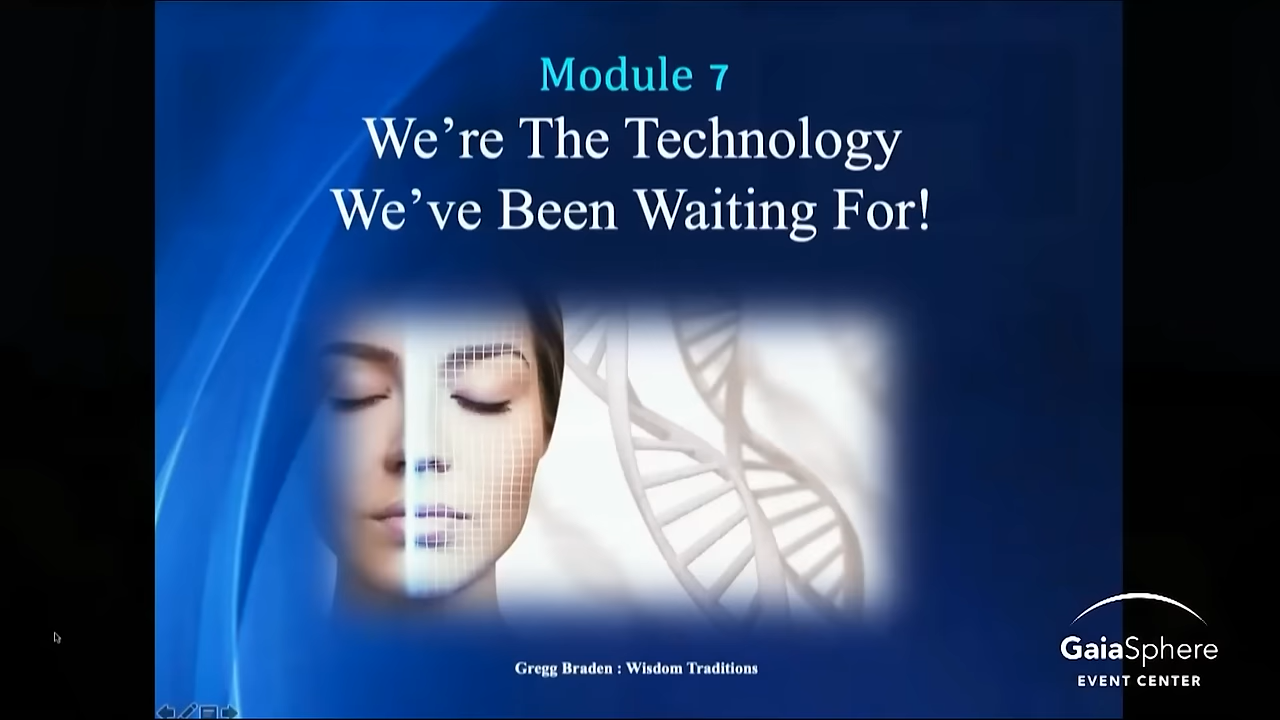 Module 7
We're The Technology
We've Been Waiting For!
Gregg Braden : Wisdom Traditions
GaiaSphere
EVENT CENTER